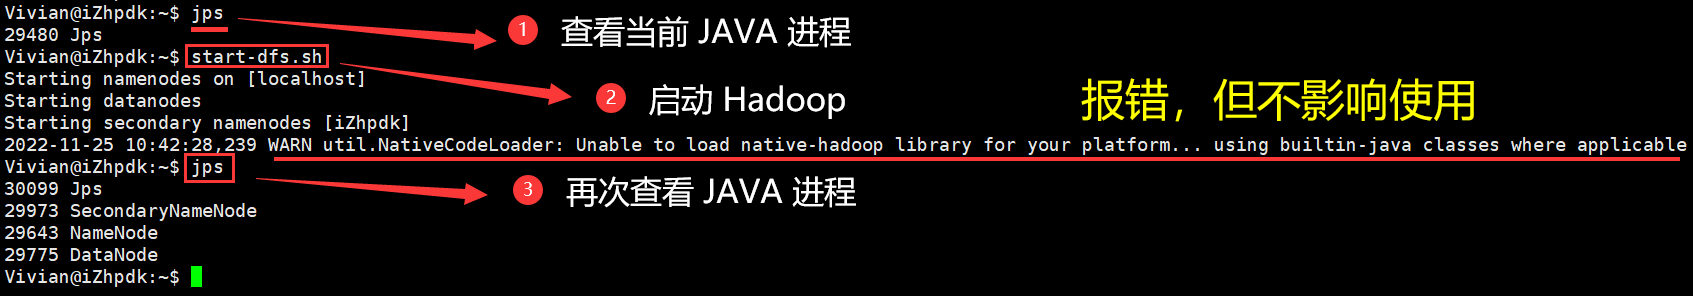 Vivian@iZhpdk:~$ jps
1 查看当前 JAVA 进程
29480 Jps
Vivian@iZhpdk:~$ start-dfs.sh
Starting namenodes on [localhost]
2 启动 Hadoop
报错，但不影响使用
Starting datanodes
Starting secondary namenodes [iZhpdk]
2022-11-25 10:42:28,239 WARN util.NativeCodeLoader: Unable to load native-hadoop library for your platform... using builtin-java classes where applicable
Vivian@iZhpdk:~$ jps
3 再次查看 JAVA 进程
30099 Jps
29973 SecondaryNameNode
29643 NameNode
29775 DataNode
Vivian@iZhpdk:~$